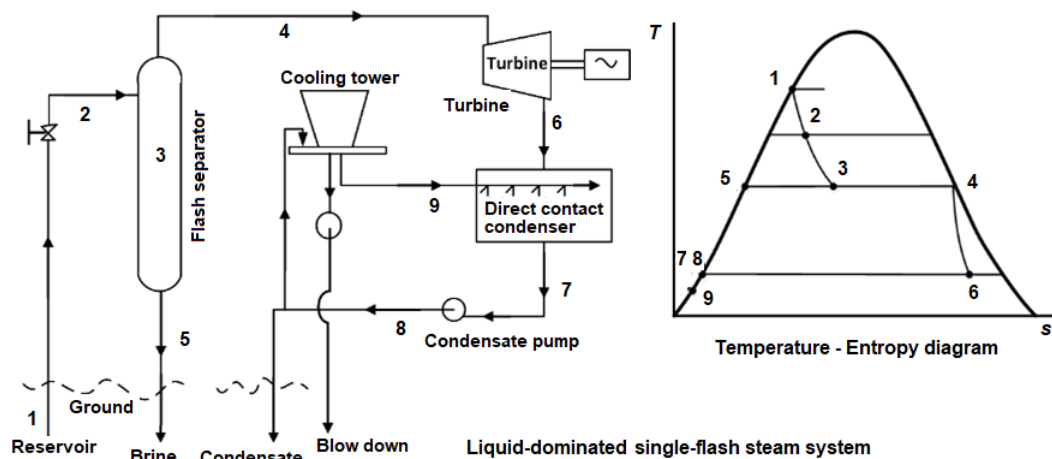 4
Turbine
Cooling tower
Turbine
2
6
3
Flash separator
9
Direct contact
condenser
7
8
Condensate pump
5
Ground
1
Reservoir
Brine
Condensate
Blow down
T
1
2
3
5
4
7 8
6
9
s
Temperature - Entropy diagram
Liquid-dominated single-flash steam system